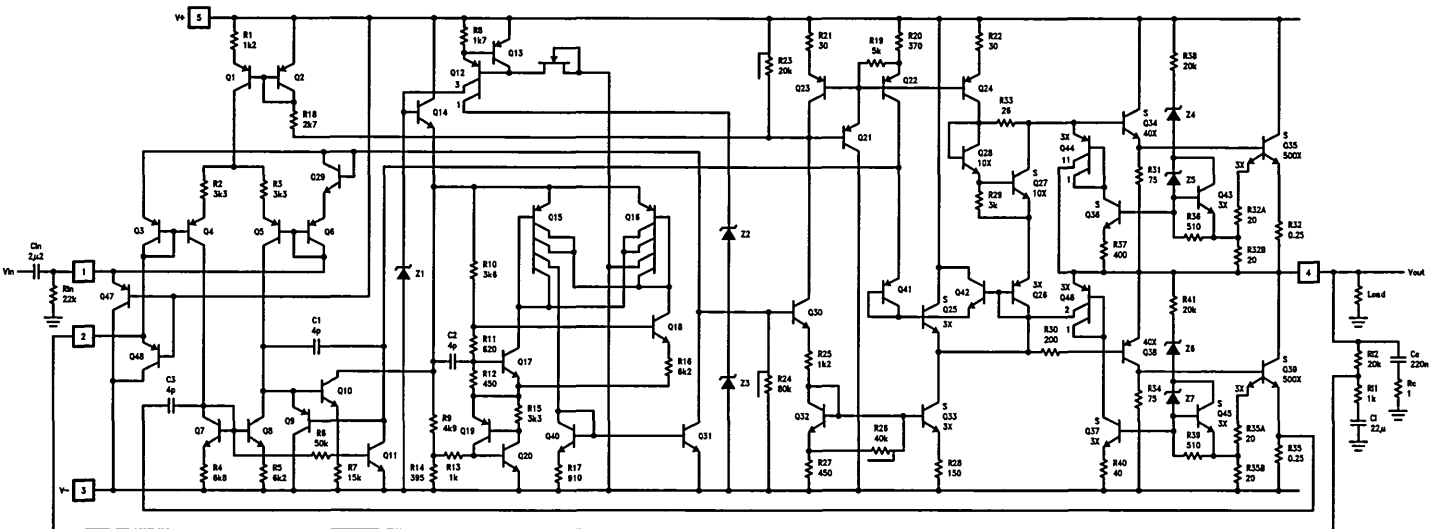 V+ 5
R1
1k2
Q1
Q2
R18
2k7
R8
1k7
Q13
Q12
3
1
Q14
R23
20k
R21
30
Q23
R19
5k
R20
370
Q22
Q21
R22
30
Q24
R33
26
Q28
10X
Q27
10X
R29
3k
3X
Q44
11
1
S
Q34
40X
R38
20k
Z4
S
Q35
500X
3X
R31
75
Z5
S
Q43
3X
S
Q36
R36
510
R32A
20
R32B
20
R32
0.25
R37
400
Q29
R2
3k3
R3
3k3
Q3
Q4
Q5
Q6
Cin
2µ2
Vin
1
Rin
22k
Q47
2
Q48
C1
4p
C3
4p
Z1
Q15
Q16
R10
3k6
Q18
Z2
R11
620
C2
4p
R12
450
Q17
R16
6k2
R15
3k3
Z3
Q10
Q9
Q7
Q8
R6
50k
Q11
R4
6k8
R5
6k2
R7
15k
R9
4k9
R14
395
R13
1k
Q19
Q20
Q40
R17
910
Q31
R24
80k
Q30
R25
1k2
Q32
R26
40k
R27
450
Q33
3X
S
R28
150
Q41
S
Q25
3X
Q42
3X
Q26
R30
200
3X
Q46
2
1
40X
Q38
R41
20k
Z6
R34
75
Z7
S
Q45
3X
S
Q39
500X
3X
S
Q37
3X
R39
510
R35A
20
R35B
20
R35
0.25
R40
40
4
Vout
Load
Rf2
20k
Rf1
1k
Cf
22µ
Cc
220n
Rc
1
V- 3